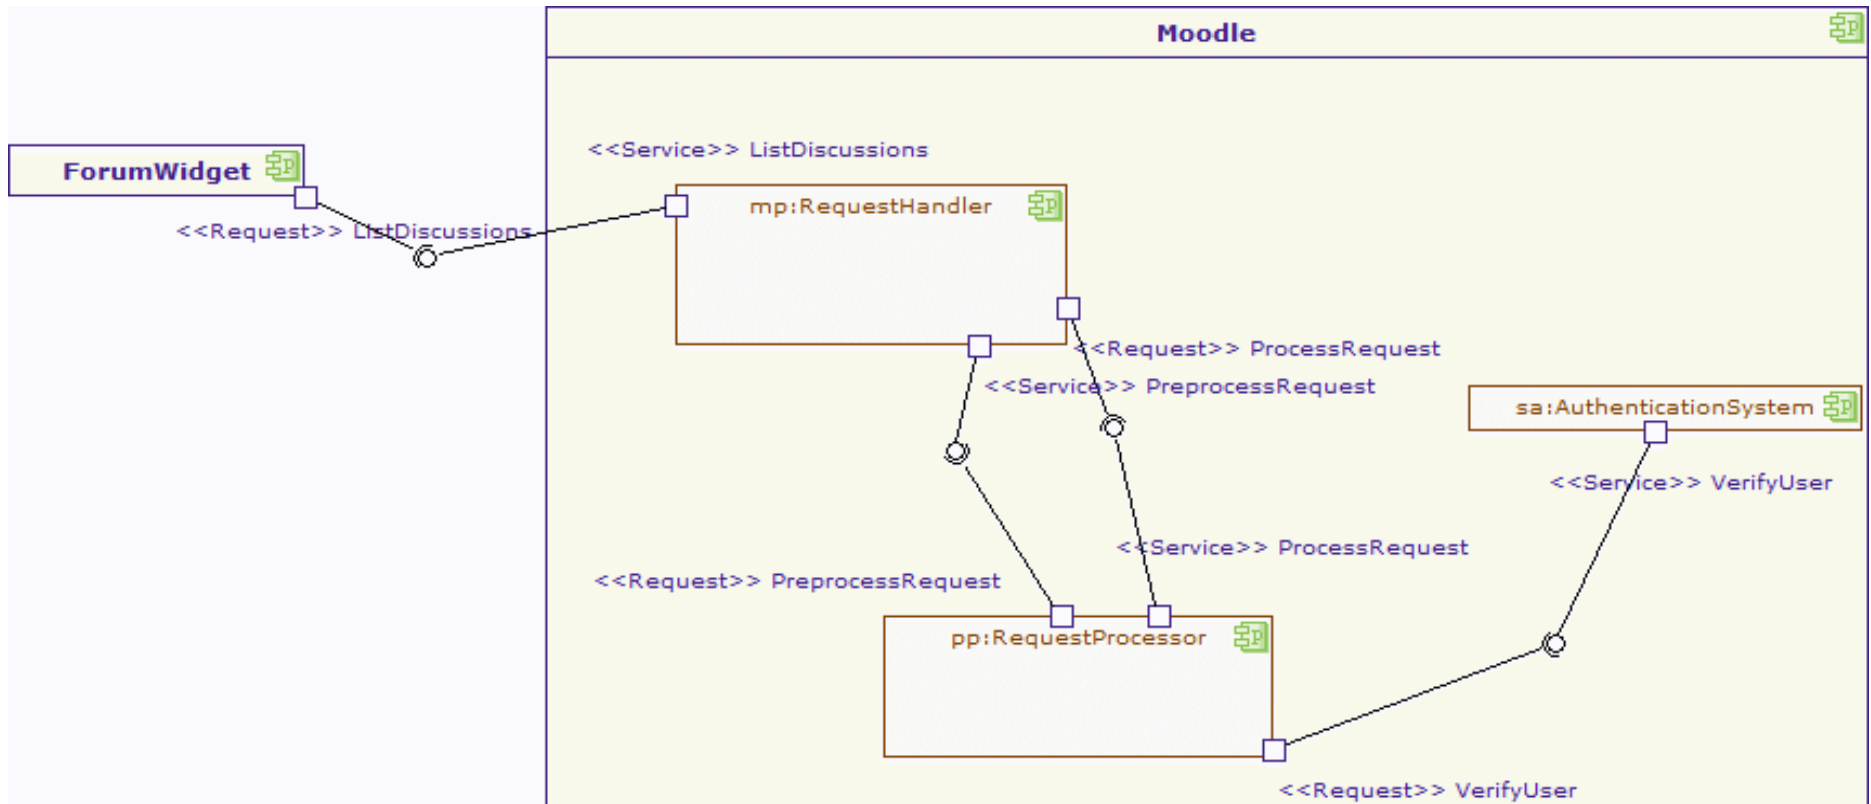 Moodle
<<Service>> ListDiscussions
ForumWidget
mp:RequestHandler
<<Request>> ListDiscussions
<<Request>> ProcessRequest
<<Service>> PreprocessRequest
sa:AuthenticationSystem
<<Service>> VerifyUser
<<Service>> ProcessRequest
<<Request>> PreprocessRequest
pp:RequestProcessor
<<Request>> VerifyUser